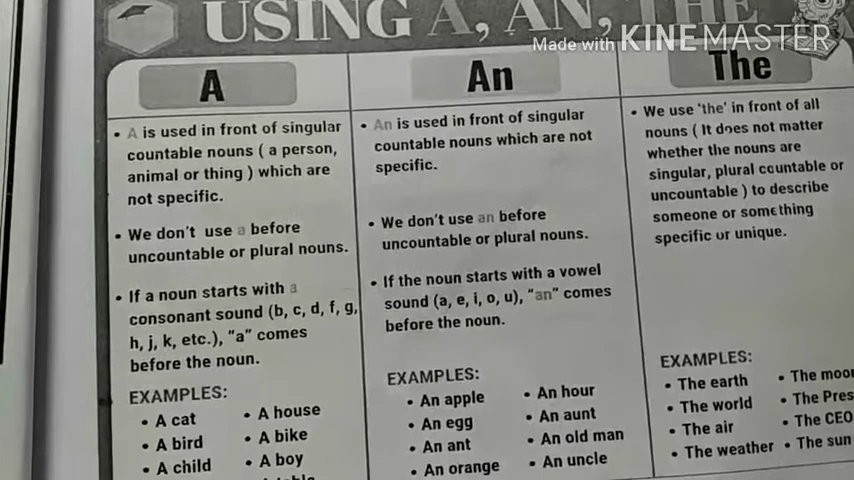 USING A, AN, THE
Made with KINEMASTER
A
• A is used in front of singular
countable nouns ( a person,
animal or thing ) which are
not specific.
• We don't use a before
uncountable or plural nouns.
• If a noun starts with a
consonant sound (b, c, d, f, g,
h, j, k, etc.), “a” comes
before the noun.
EXAMPLES:
• A cat
• A bird
• A child
• A house
• A bike
• A boy
An
• An is used in front of singular
countable nouns which are not
specific.
• We don't use an before
uncountable or plural nouns.
• If the noun starts with a vowel
sound (a, e, i, o, u), “an” comes
before the noun.
EXAMPLES:
• An apple
• An egg
• An ant
• An orange
• An hour
• An aunt
• An old man
• An uncle
The
• We use 'the' in front of all
nouns ( It does not matter
whether the nouns are
singular, plural countable or
uncountable ) to describe
someone or something
specific or unique.
EXAMPLES:
• The earth
• The world
• The air
• The weather
• The moon
• The Pres
• The CEO
• The sun